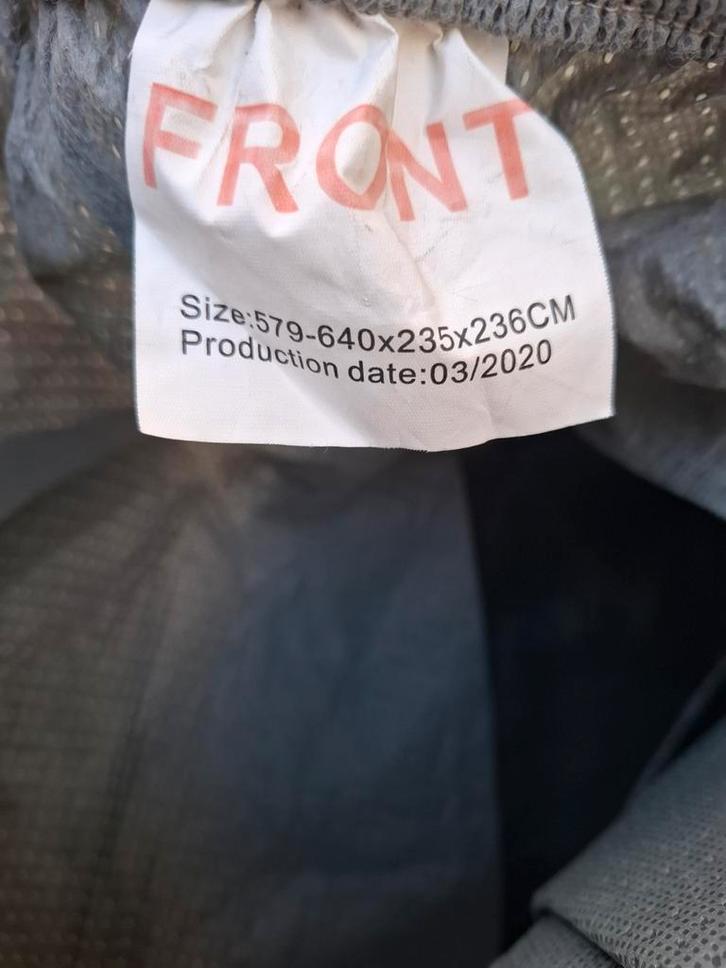 FRONT
Size:579-640x235x236CM
Production date:03/2020